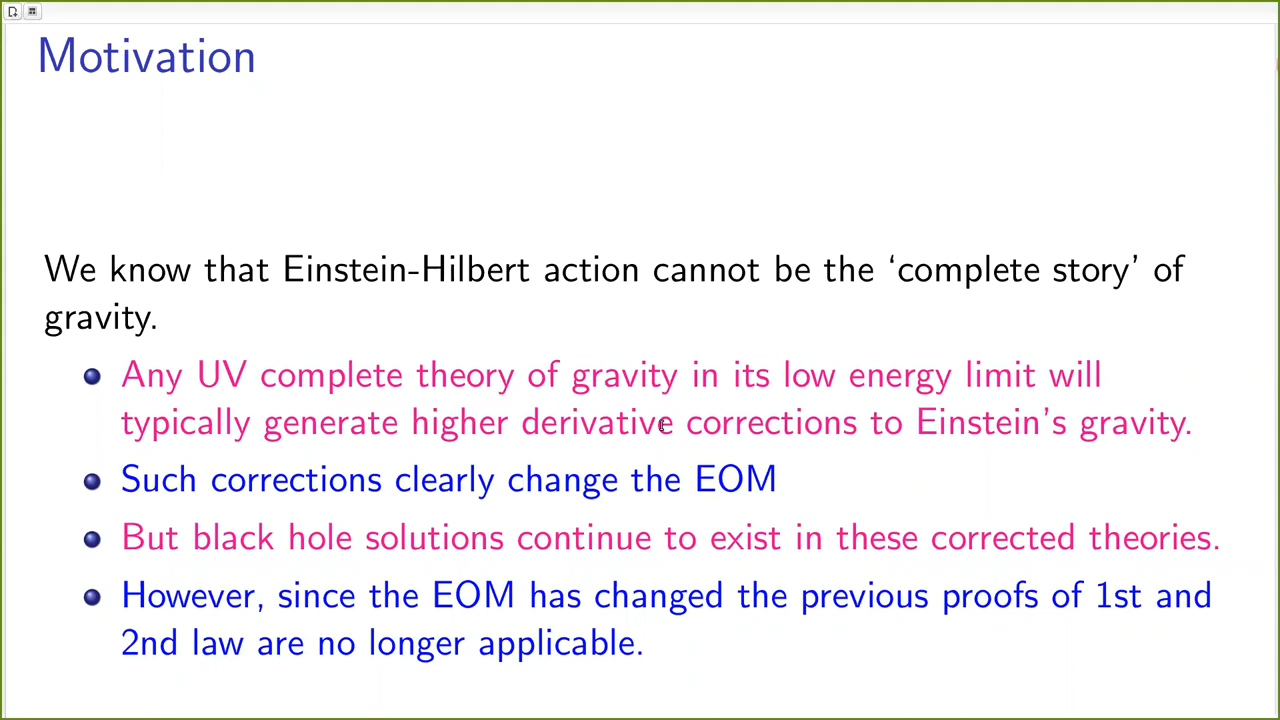 Motivation
We know that Einstein-Hilbert action cannot be the ‘complete story’ of
gravity.
Any UV complete theory of gravity in its low energy limit will
typically generate higher derivative corrections to Einstein's gravity.
Such corrections clearly change the EOM
But black hole solutions continue to exist in these corrected theories.
However, since the EOM has changed the previous proofs of 1st and
2nd law are no longer applicable.